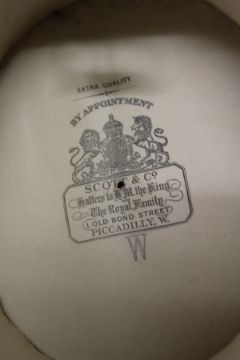 EXTRA QUALITY
BY APPOINTMENT
SCOTT & Co
Hatters to H.M. the King
&
The Royal Family
1 OLD BOND STREET
PICCADILLY, W.
W